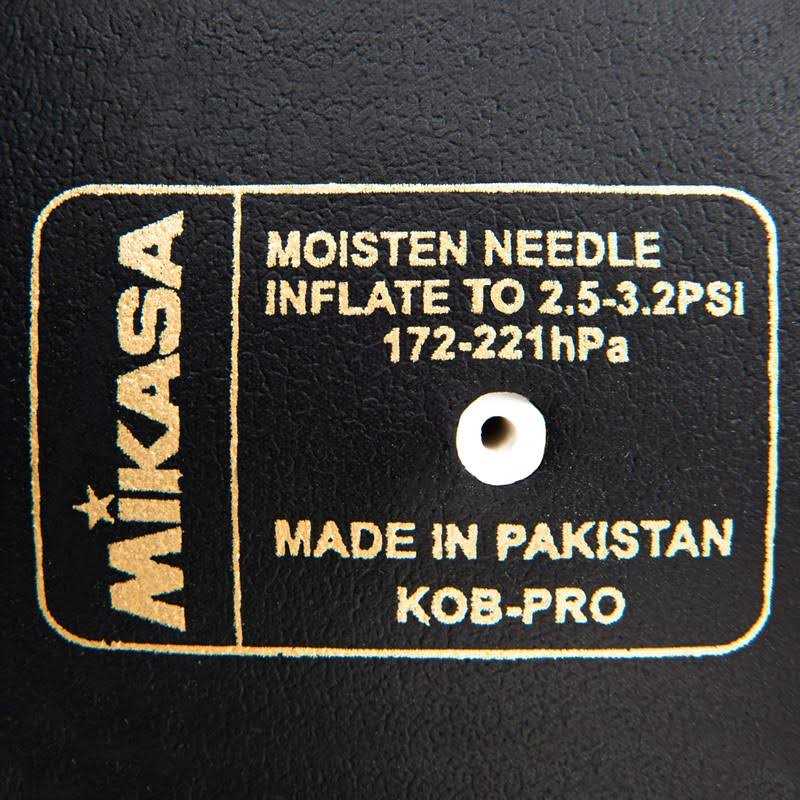 MIKASA
MOISTEN NEEDLE
INFLATE TO 2.5-3.2PSI
172-221hPa
MADE IN PAKISTAN
KOB-PRO